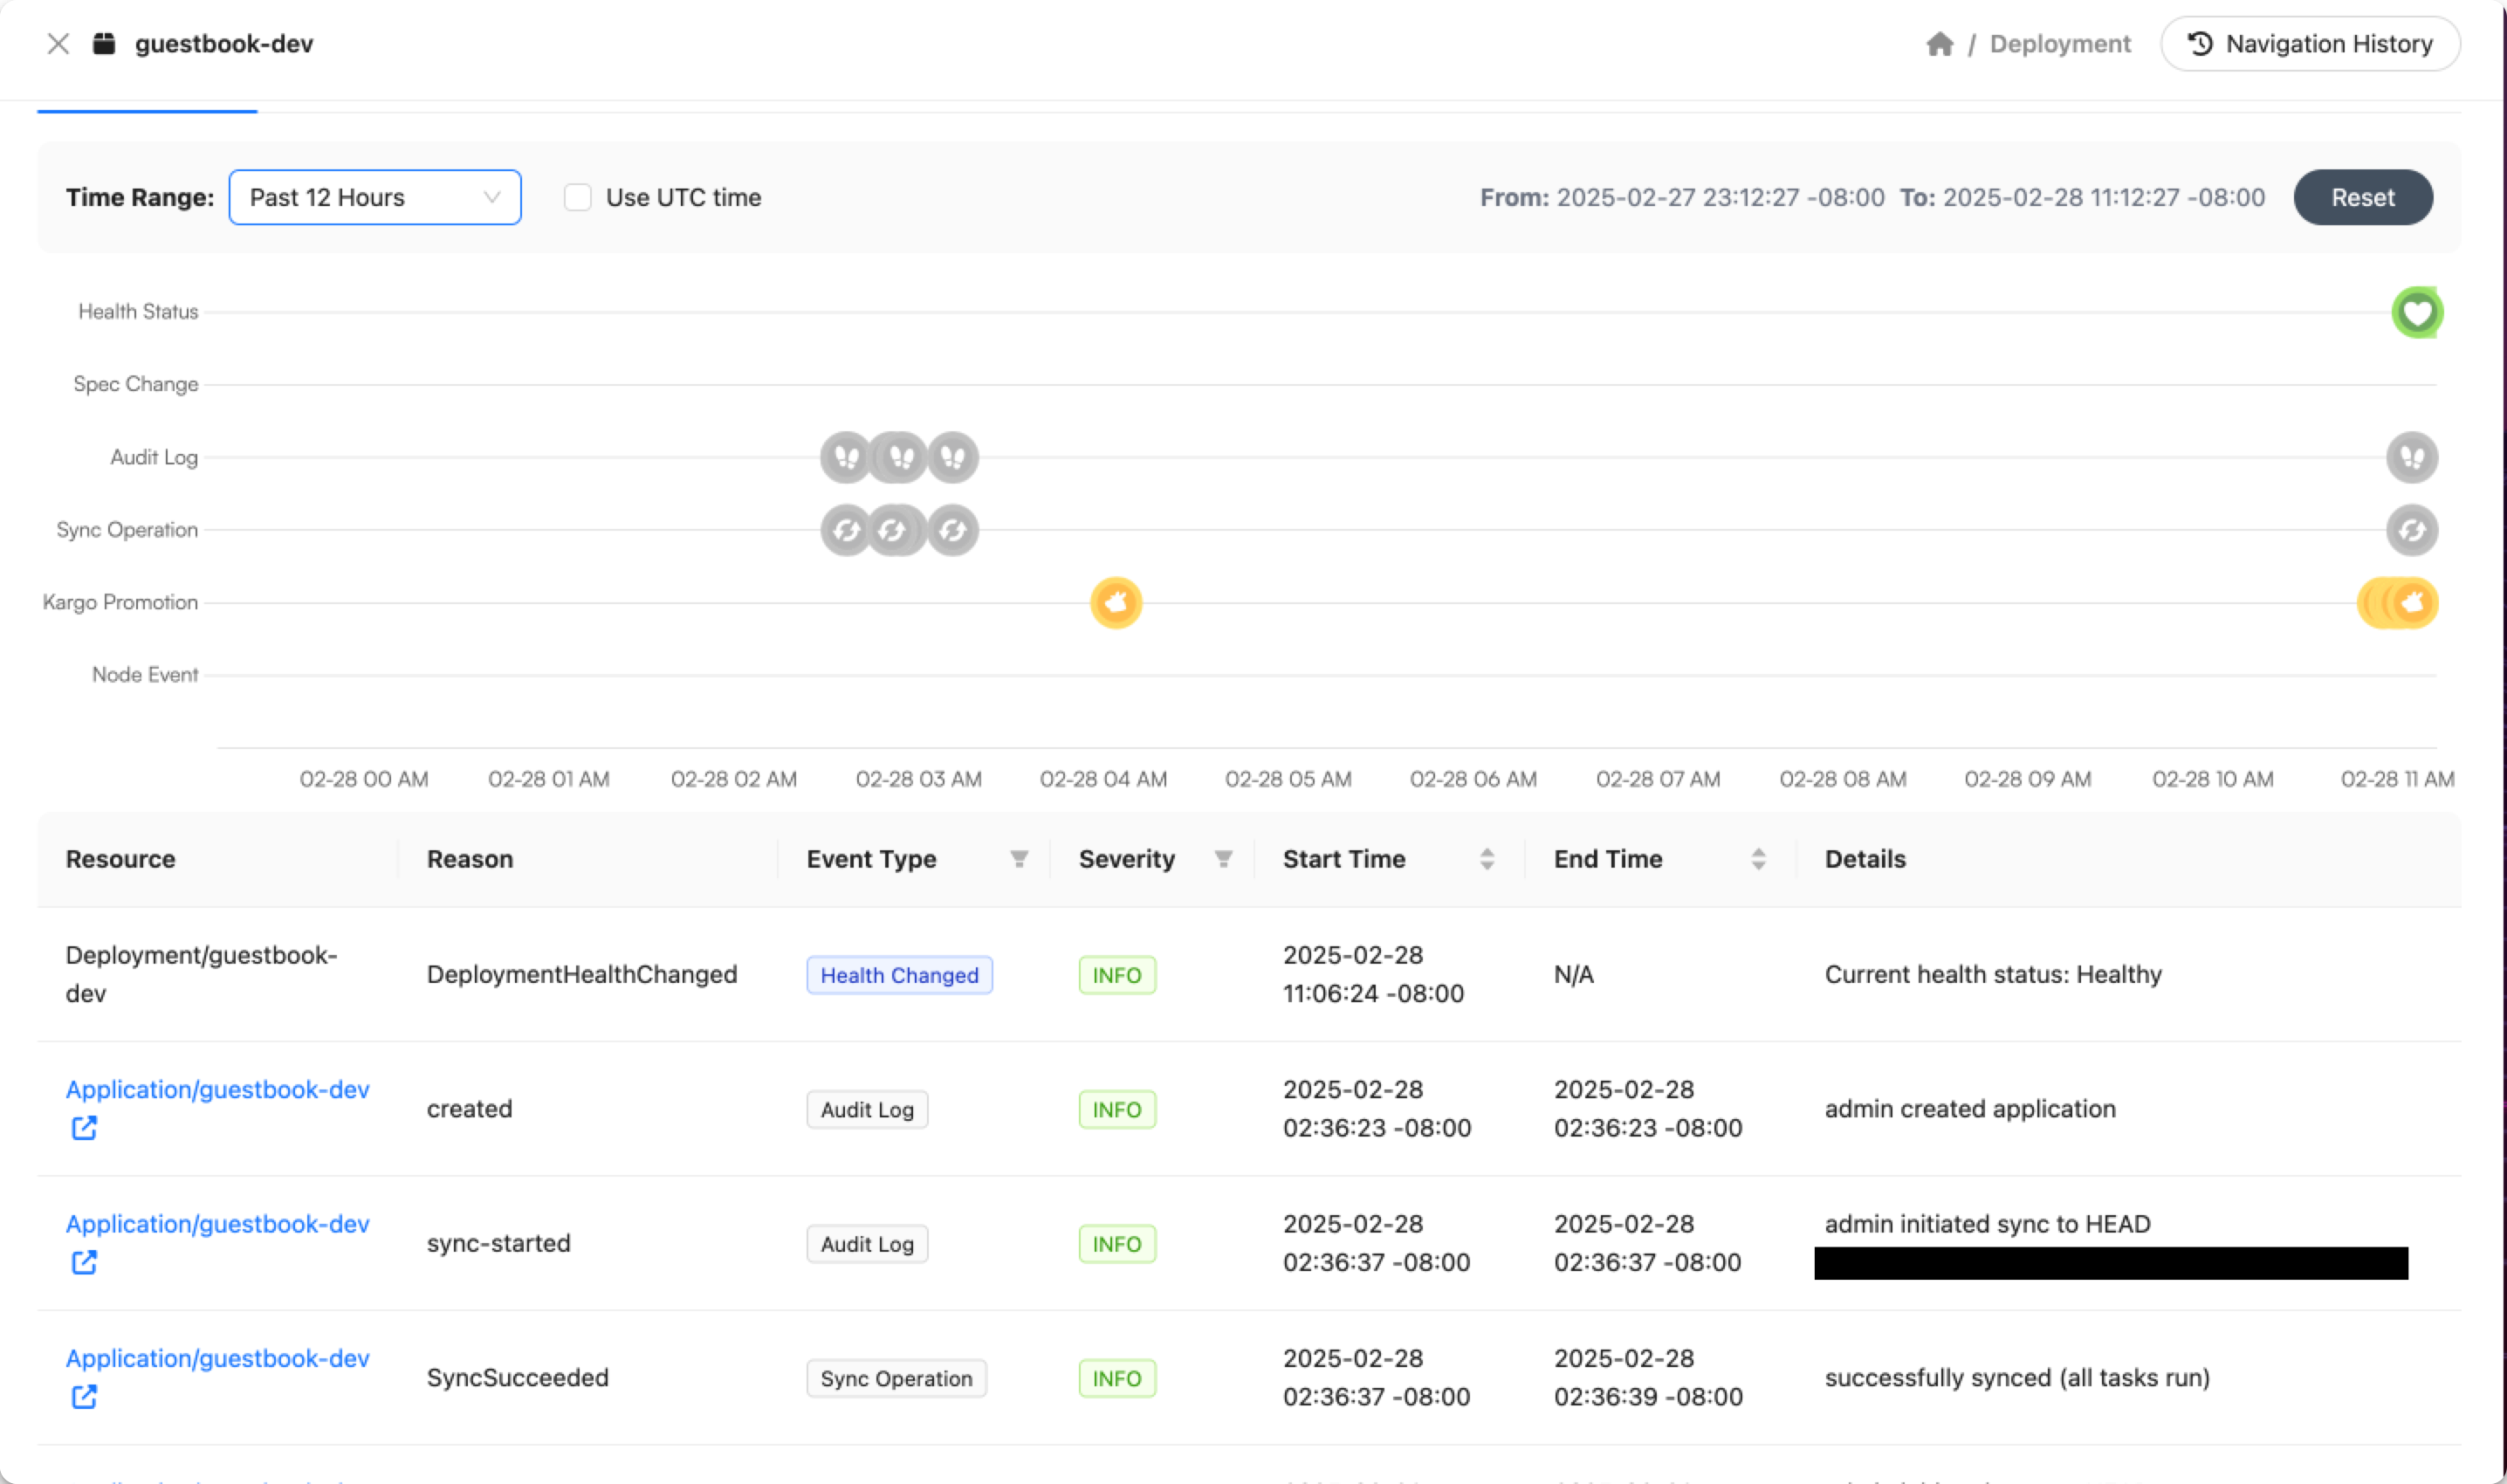 guestbook-dev
/ Deployment
Navigation History
Time Range:
Past 12 Hours
Use UTC time
From: 2025-02-27 23:12:27 -08:00 To: 2025-02-28 11:12:27 -08:00
Reset
Health Status
Spec Change
Audit Log
Sync Operation
Kargo Promotion
Node Event
02-28 00 AM 02-28 01 AM 02-28 02 AM 02-28 03 AM 02-28 04 AM 02-28 05 AM 02-28 06 AM 02-28 07 AM 02-28 08 AM 02-28 09 AM 02-28 10 AM 02-28 11 AM
Resource Reason Event Type Severity Start Time End Time Details
Deployment/guestbook-
dev
DeploymentHealthChanged
Health Changed
INFO
2025-02-28
11:06:24 -08:00
N/A
Current health status: Healthy
Application/guestbook-dev
created
Audit Log
INFO
2025-02-28
02:36:23 -08:00
2025-02-28
02:36:23 -08:00
admin created application
Application/guestbook-dev
sync-started
Audit Log
INFO
2025-02-28
02:36:37 -08:00
2025-02-28
02:36:37 -08:00
admin initiated sync to HEAD
Application/guestbook-dev
SyncSucceeded
Sync Operation
INFO
2025-02-28
02:36:37 -08:00
2025-02-28
02:36:39 -08:00
successfully synced (all tasks run)